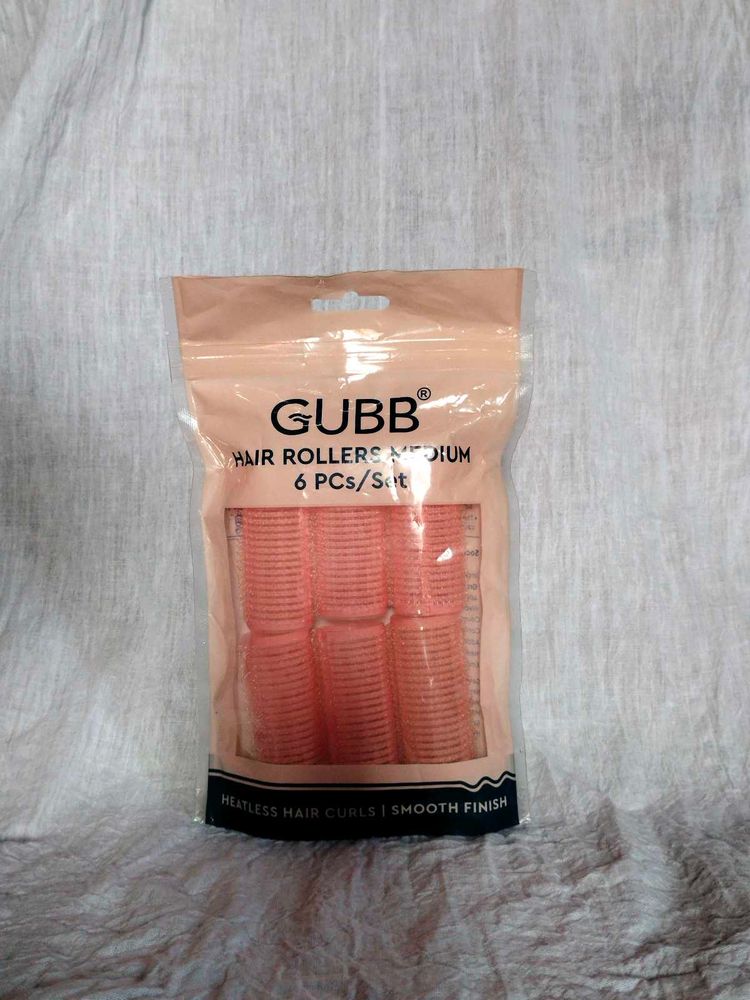 GUBB®
HAIR ROLLERS MEDIUM
6 PCs/Set
HEATLESS HAIR CURLS | SMOOTH FINISH